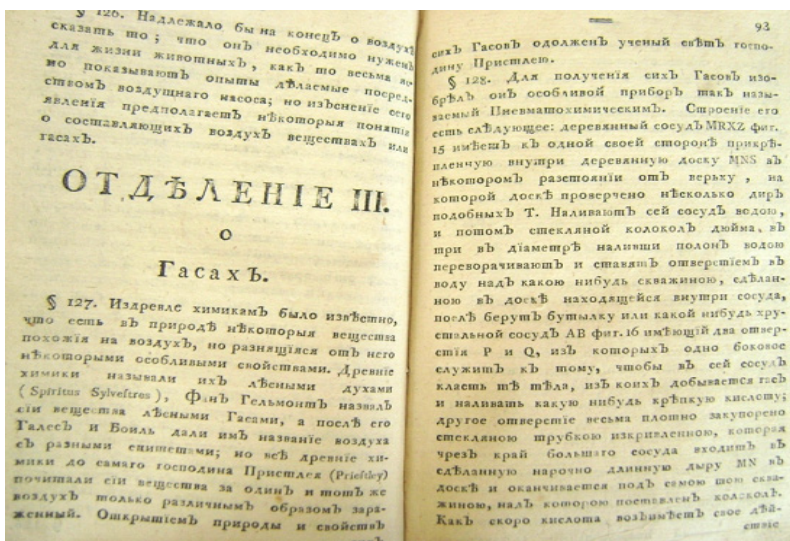 § 126. Надлежало бы на конецъ о воздухѣ
сказать то; что онъ необходимо нуженъ
для жизни животныхъ, какъ то весьма яс-
но показываютъ опыты дѣлаемые посред-
ствомъ воздушнаго насоса; но изъясненіе сего
явленія предполагаетъ нѣкоторыя понятія
о составляющихъ воздухъ веществахъ или
гасахъ.
ОТДѢЛЕНІЕ III.
О
Гасахъ.
§ 127. Издревле химикамъ было извѣстно,
что есть въ природѣ нѣкоторыя вещества
похожія на воздухъ, но разнящіяся отъ него
нѣкоторыми особливыми свойствами. Древніе
химики называли ихъ лѣсными духами
(Spiritus Sylveſtres), Фанъ Гельмонтъ назвалъ
сіи вещества лѣсными Гасами, а послѣ его
Галесъ и Боиль дали имъ названіе воздуха
съ разными епитетами; но всѣ древніе хи-
мики до самаго господина Пристлея (Prieſtley)
почитали сіи вещества за одинъ и тотъ же
воздухъ только различнымъ образомъ зара-
женный. Открытіемъ природы и свойствъ
93
сихъ Гасовъ одолженъ ученый свѣтъ госпо-
дину Пристлею.
§ 128. Для полученія сихъ Гасовъ изо-
брѣлъ онъ особливой приборъ такъ назы-
ваемый Пневматохимическимъ. Строеніе его
есть слѣдующее: деревянный сосудъ MRXZ фиг.
15 имѣетъ къ одной своей сторонѣ прикрѣ-
пленную внутри деревянную доску MNS въ
нѣкоторомъ разстояніи отъ верьху, на
которой доскѣ проверчено нѣсколько диръ
подобныхъ T. Наливаютъ сей сосудъ водою,
и потомъ стекляной колоколъ дюйма въ
три въ діаметрѣ наливши полонъ водою
переворачиваютъ и ставятъ отверстіемъ въ
воду надъ какою нибудь скважиною, сдѣлан-
ною въ доскѣ находящейся внутри сосуда,
послѣ берутъ бутылку или какой нибудь хру-
стальной сосудъ AB фиг. 16 имѣющій два отвер-
стія P и Q, изъ которыхъ одно боковое
служитъ къ тому, чтобы въ сей сосудъ
класть тѣ тѣла, изъ коихъ добывается гасъ
и наливать какую нибудь крѣпкую кислоту;
другое отверстіе весьма плотно закупорено
стекляною трубкою изкривленною, которая
чрезъ край большаго сосуда входитъ въ
сдѣланную нарочно длинную дыру MN въ
доскѣ и оканчивается подъ самою тою сква-
жиною, надъ которою поставленъ колоколъ.
Какъ скоро кислота возъимѣетъ свое дѣй-
ствіе